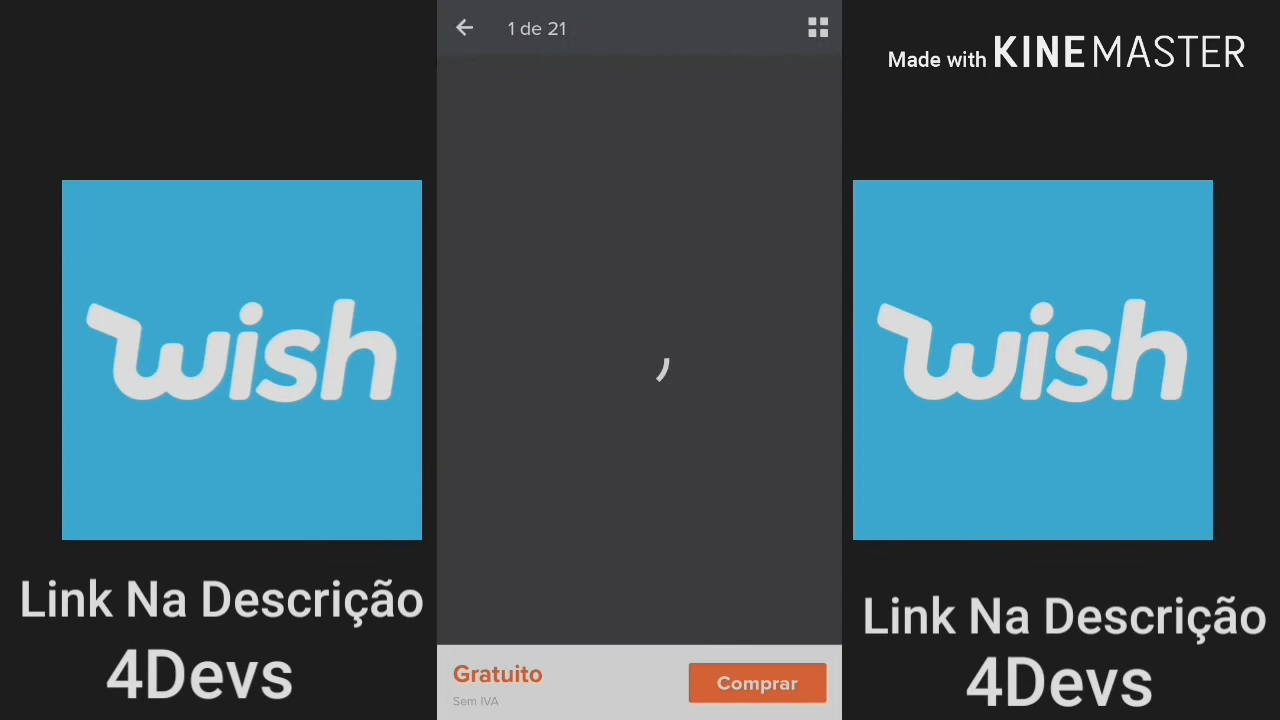 1 de 21
Made with KINEMASTER
wish
wish
Link Na Descrição
4Devs
Link Na Descrição
4Devs
Gratuito
Sem IVA
Comprar